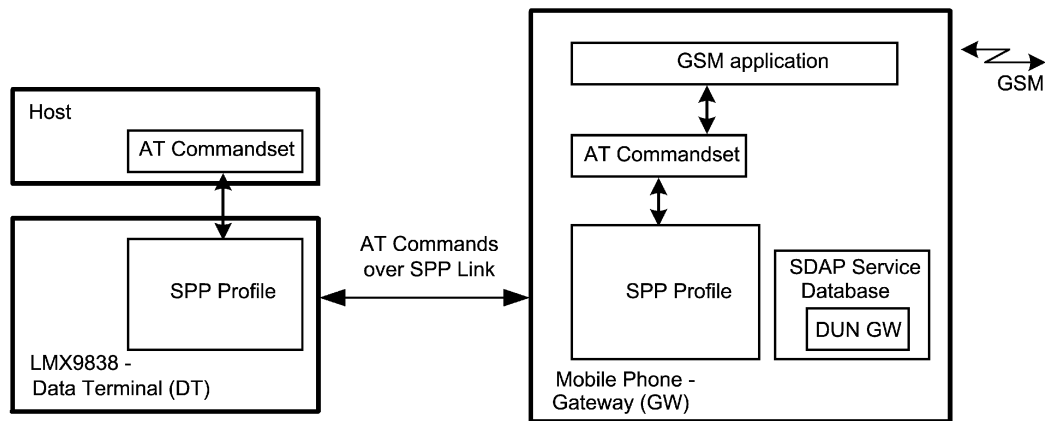 Host
AT Commandset
SPP Profile
LMX9838 -
Data Terminal (DT)
AT Commands
over SPP Link
GSM application
AT Commandset
SPP Profile
SDAP Service
Database
DUN GW
Mobile Phone -
Gateway (GW)
GSM